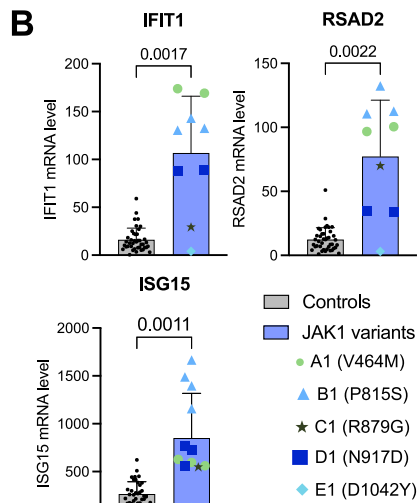 B
IFIT1
0.0017
IFIT1 mRNA level
200
150
100
50
0
RSAD2
0.0022
RSAD2 mRNA level
150
100
50
0
ISG15
0.0011
ISG15 mRNA level
2000
1500
1000
500
Controls
JAK1 variants
A1 (V464M)
B1 (P815S)
C1 (R879G)
D1 (N917D)
E1 (D1042Y)